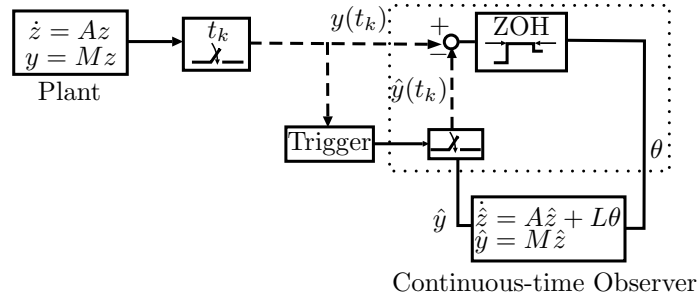 ż = Az
y = Mz
Plant
t_k
y(t_k)
+
−
ZOH
ŷ(t_k)
Trigger
θ
ŷ
ẑ̇ = Aẑ + Lθ
ŷ = Mẑ
Continuous-time Observer